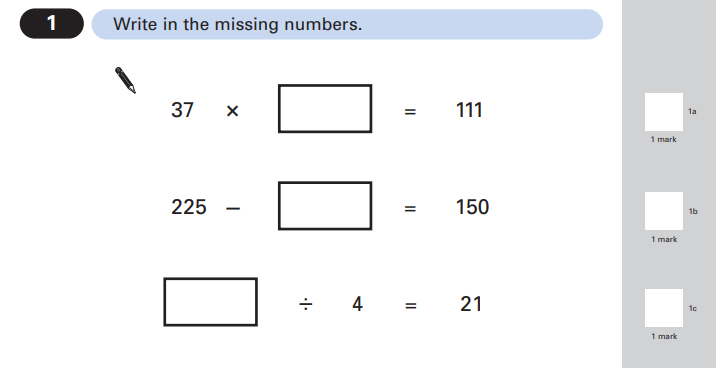 1 Write in the missing numbers.
37 × = 111
1a
1 mark
225 – = 150
1b
1 mark
÷ 4 = 21
1c
1 mark